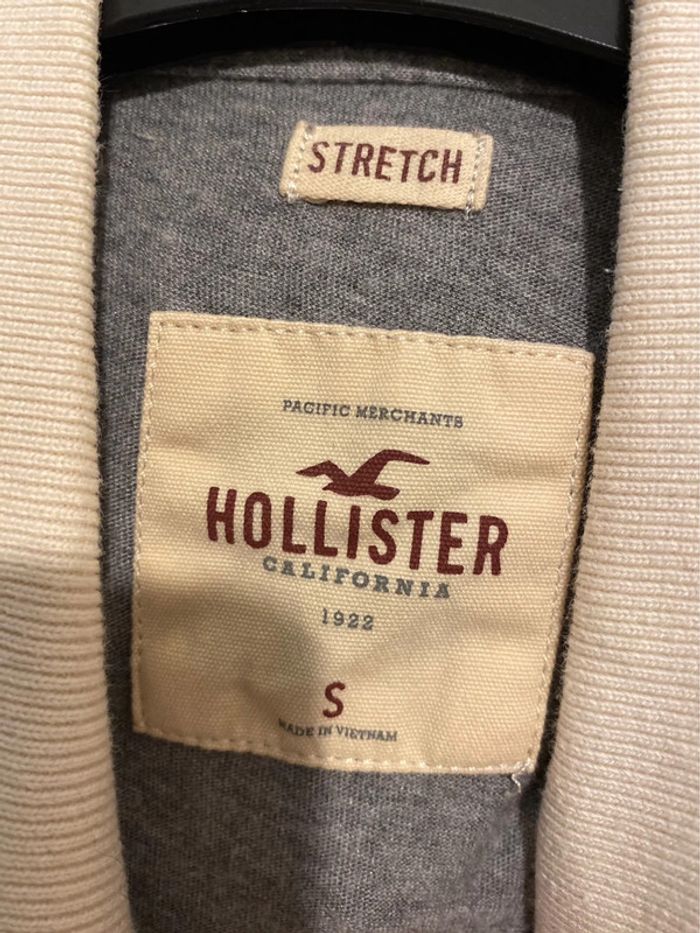 STRETCH
PACIFIC MERCHANTS
HOLLISTER
CALIFORNIA
1922
S
MADE IN VIETNAM